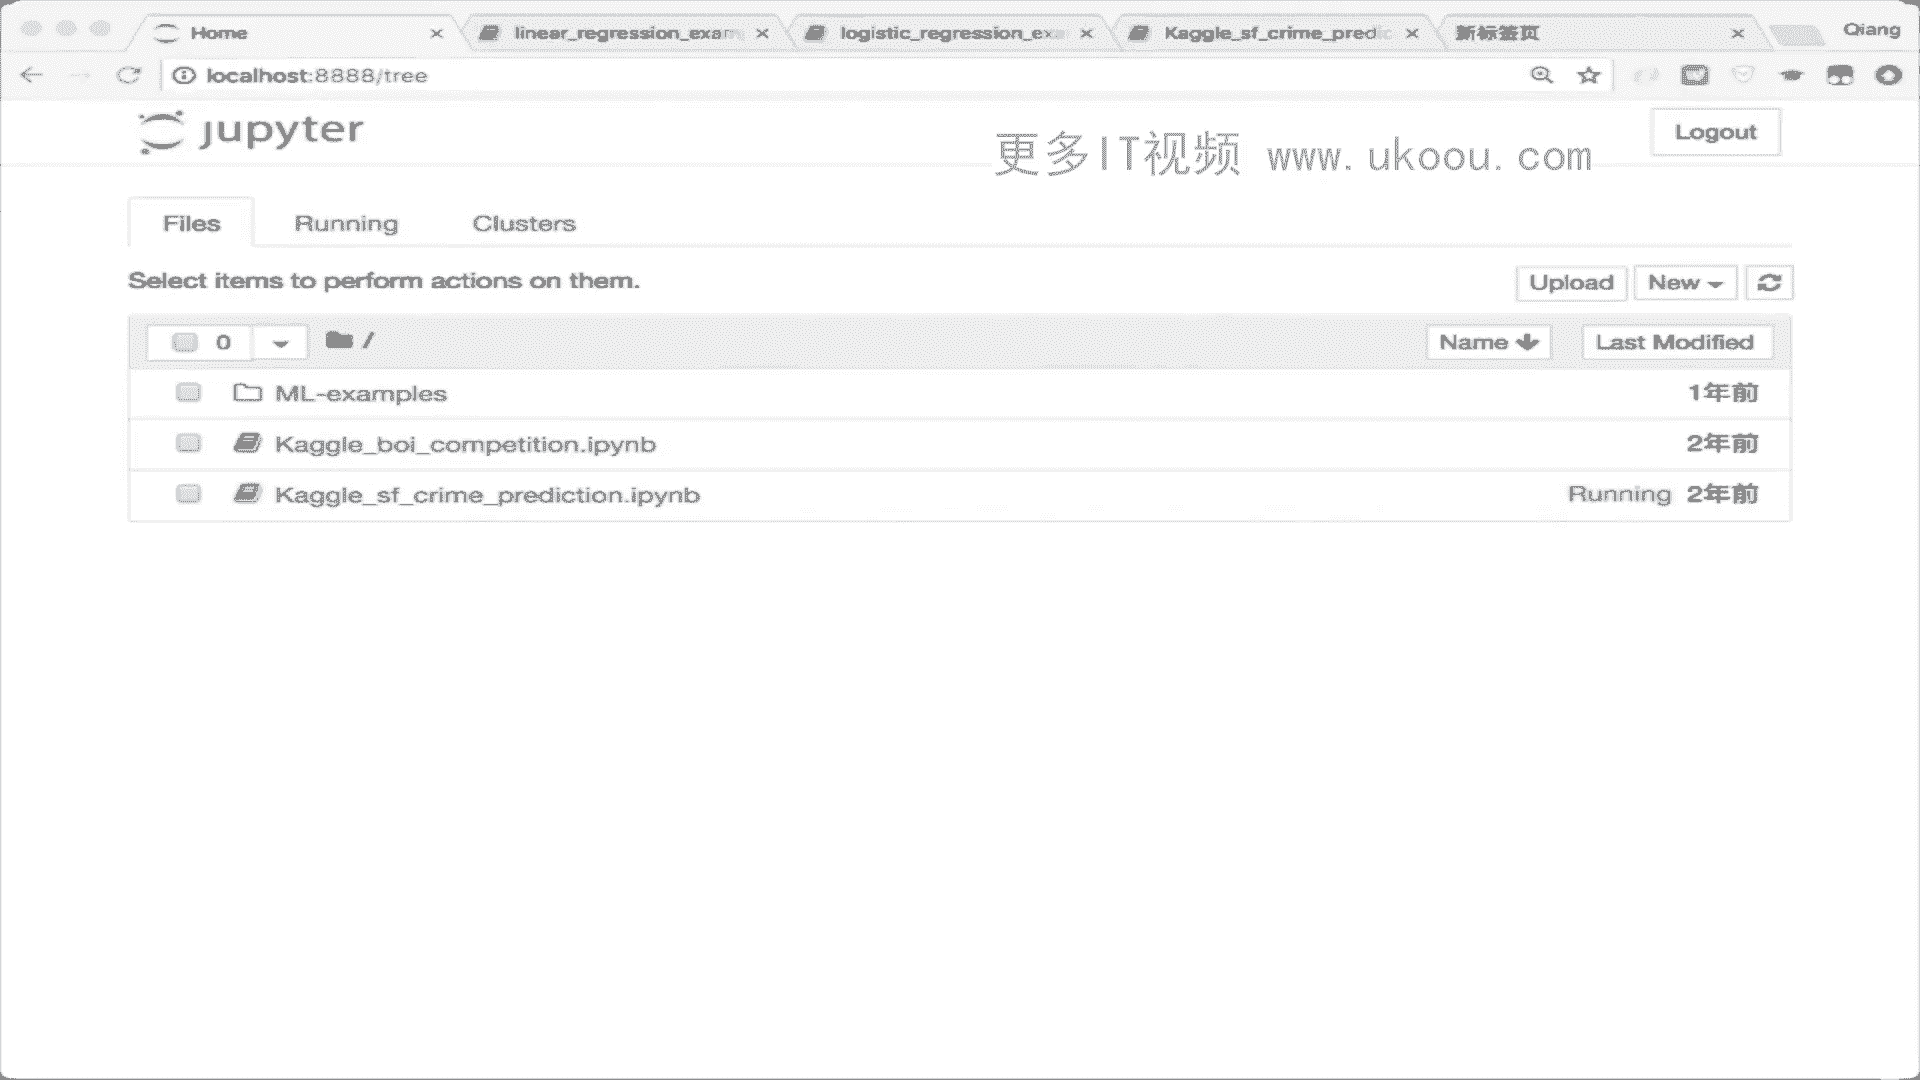 Home
linear_regression_exam
logistic_regression_exa
Kaggle_sf_crime_predic
新标签页
Qiang
localhost:8888/tree
jupyter
更多IT视频 www.ukoou.com
Logout
Files
Running
Clusters
Select items to perform actions on them.
Upload
New
0
/
Name
Last Modified
ML-examples
1年前
Kaggle_boi_competition.ipynb
2年前
Kaggle_sf_crime_prediction.ipynb
Running 2年前